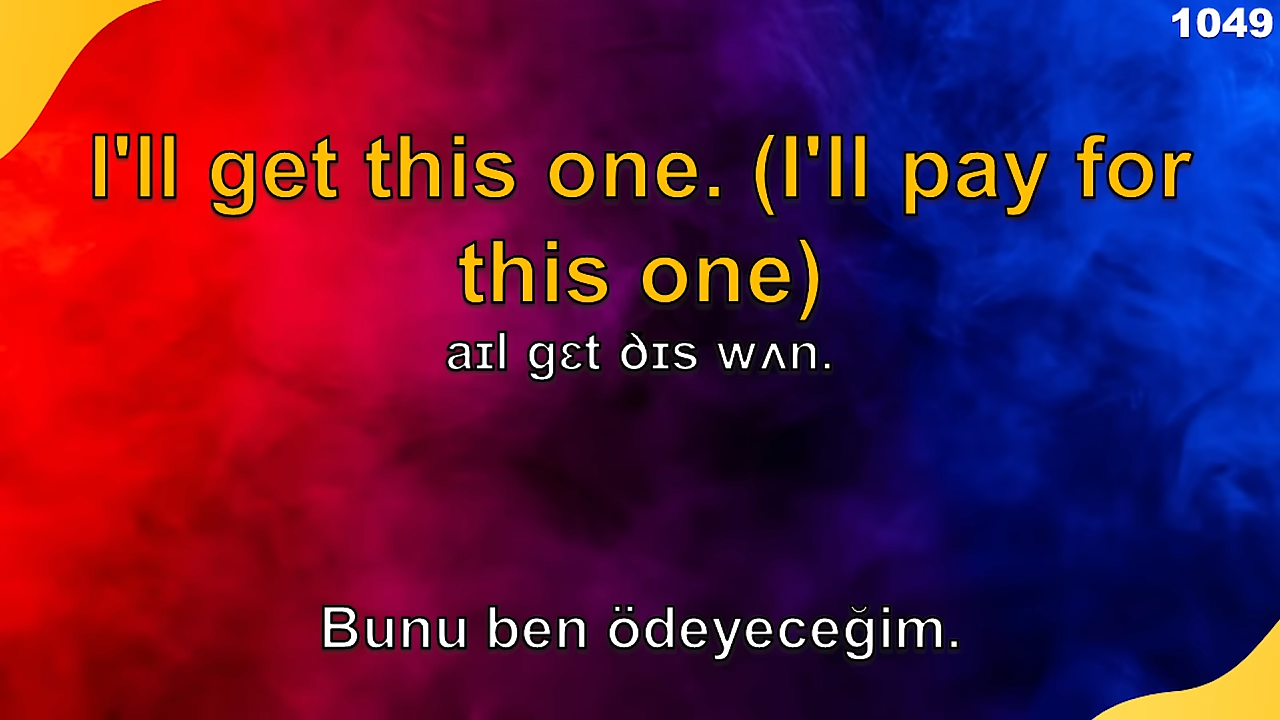 1049
I'll get this one. (I'll pay for
this one)
aɪl gɛt ðɪs wʌn.
Bunu ben ödeyeceğim.